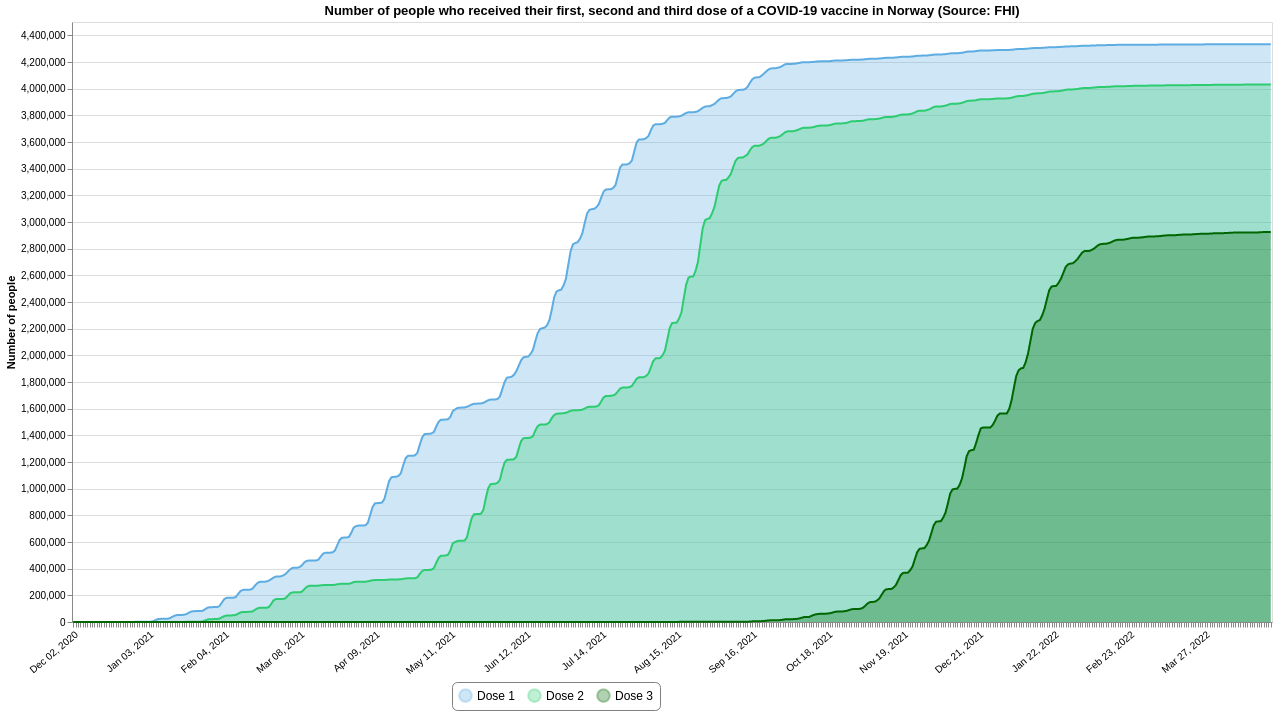 Number of people who received their first, second and third dose of a COVID-19 vaccine in Norway (Source: FHI)
Number of people
4,400,000
4,200,000
4,000,000
3,800,000
3,600,000
3,400,000
3,200,000
3,000,000
2,800,000
2,600,000
2,400,000
2,200,000
2,000,000
1,800,000
1,600,000
1,400,000
1,200,000
1,000,000
800,000
600,000
400,000
200,000
0
Dec 02, 2020
Jan 03, 2021
Feb 04, 2021
Mar 08, 2021
Apr 09, 2021
May 11, 2021
Jun 12, 2021
Jul 14, 2021
Aug 15, 2021
Sep 16, 2021
Oct 18, 2021
Nov 19, 2021
Dec 21, 2021
Jan 22, 2022
Feb 23, 2022
Mar 27, 2022
Dose 1
Dose 2
Dose 3